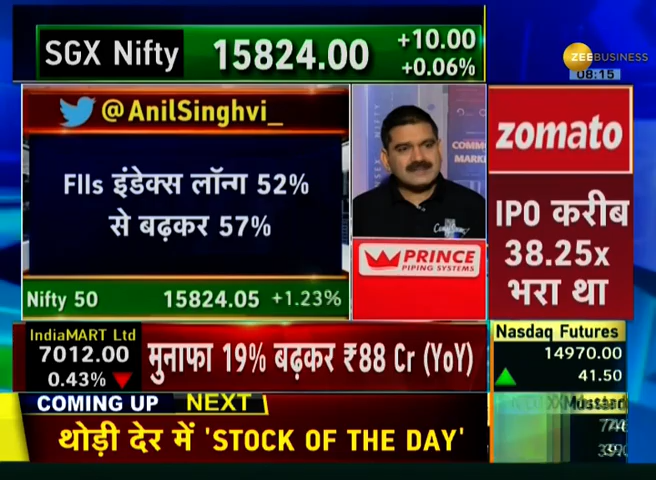 SGX Nifty
15824.00
+10.00
+0.06%
ZEE BUSINESS
08:15
@AnilSinghvi_
FIIs इंडेक्स लॉन्ग 52%
से बढ़कर 57%
Nifty 50 15824.05 +1.23%
COMMO
MARK
PRINCE
PIPING SYSTEMS
zomato
IPO करीब
38.25x
भरा था
IndiaMART Ltd
7012.00
0.43%
मुनाफा 19% बढ़कर ₹88 Cr (YoY)
Nasdaq Futures
14970.00
41.50
COMING UP NEXT
थोड़ी देर में 'STOCK OF THE DAY'